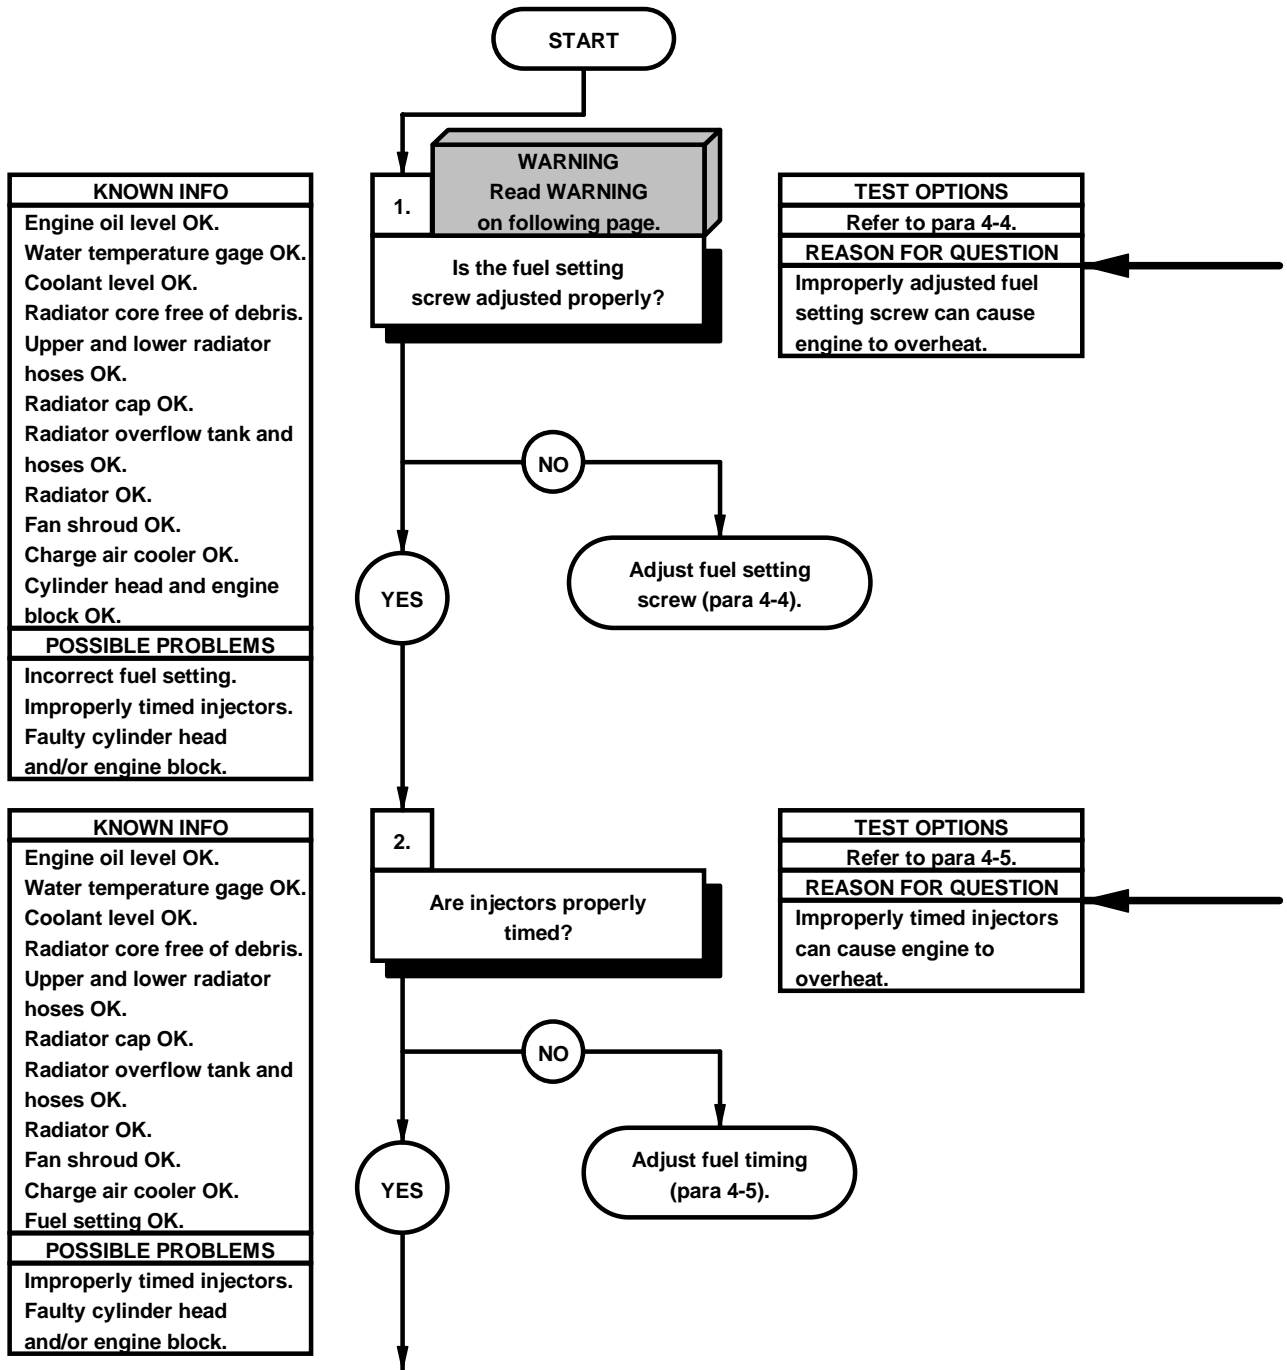 START
WARNING
Read WARNING
on following page.
1.
Is the fuel setting
screw adjusted properly?
KNOWN INFO
Engine oil level OK.
Water temperature gage OK.
Coolant level OK.
Radiator core free of debris.
Upper and lower radiator
hoses OK.
Radiator cap OK.
Radiator overflow tank and
hoses OK.
Radiator OK.
Fan shroud OK.
Charge air cooler OK.
Cylinder head and engine
block OK.
POSSIBLE PROBLEMS
Incorrect fuel setting.
Improperly timed injectors.
Faulty cylinder head
and/or engine block.
TEST OPTIONS
Refer to para 4-4.
REASON FOR QUESTION
Improperly adjusted fuel
setting screw can cause
engine to overheat.
NO
Adjust fuel setting
screw (para 4-4).
YES
KNOWN INFO
Engine oil level OK.
Water temperature gage OK.
Coolant level OK.
Radiator core free of debris.
Upper and lower radiator
hoses OK.
Radiator cap OK.
Radiator overflow tank and
hoses OK.
Radiator OK.
Fan shroud OK.
Charge air cooler OK.
Fuel setting OK.
POSSIBLE PROBLEMS
Improperly timed injectors.
Faulty cylinder head
and/or engine block.
2.
Are injectors properly
timed?
TEST OPTIONS
Refer to para 4-5.
REASON FOR QUESTION
Improperly timed injectors
can cause engine to
overheat.
NO
Adjust fuel timing
(para 4-5).
YES